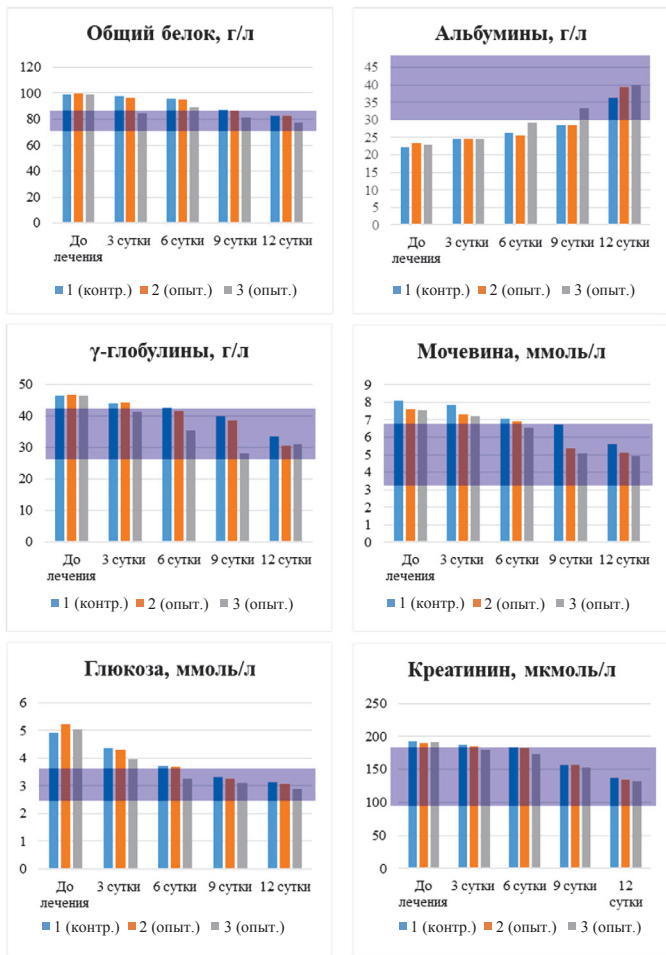 Общий белок, г/л
120
100
80
60
40
20
0
До лечения
3 сутки 6 сутки 9 сутки 12 сутки
1 (контр.) 2 (опыт.) 3 (опыт.)
Альбумины, г/л
45
40
35
30
25
20
15
10
5
0
До лечения
3 сутки 6 сутки 9 сутки 12 сутки
1 (контр.) 2 (опыт.) 3 (опыт.)
γ-глобулины, г/л
50
40
30
20
10
0
До лечения
3 сутки 6 сутки 9 сутки 12 сутки
1 (контр.) 2 (опыт.) 3 (опыт.)
Мочевина, ммоль/л
9
8
7
6
5
4
3
2
1
0
До лечения
3 сутки 6 сутки 9 сутки 12 сутки
1 (контр.) 2 (опыт.) 3 (опыт.)
Глюкоза, ммоль/л
6
5
4
3
2
1
0
До лечения
3 сутки 6 сутки 9 сутки 12 сутки
1 (контр.) 2 (опыт.) 3 (опыт.)
Креатинин, мкмоль/л
250
200
150
100
50
0
До лечения
3 сутки 6 сутки 9 сутки 12 сутки
1 (контр.) 2 (опыт.) 3 (опыт.)